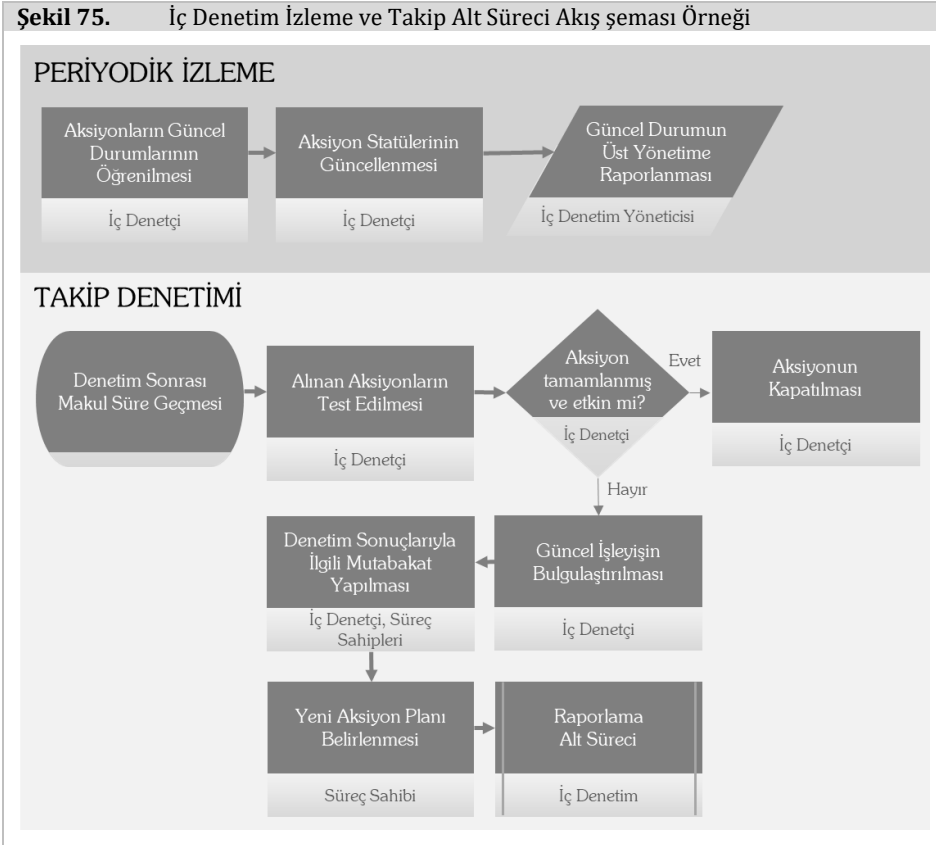 Şekil 75. İç Denetim İzleme ve Takip Alt Süreci Akış şeması Örneği
PERİYODİK İZLEME
Aksiyonların Güncel
Durumlarının
Öğrenilmesi
İç Denetçi
Aksiyon Statülerinin
Güncellenmesi
İç Denetçi
Güncel Durumun
Üst Yönetime
Raporlanması
İç Denetim Yöneticisi
TAKİP DENETİMİ
Denetim Sonrası
Makul Süre Geçmesi
Alınan Aksiyonların
Test Edilmesi
İç Denetçi
Aksiyon
tamamlanmış
ve etkin mi?
İç Denetçi
Evet
Aksiyonun
Kapatılması
İç Denetçi
Hayır
Güncel İşleyişin
Bulgulaştırılması
İç Denetçi
Denetim Sonuçlarıyla
İlgili Mutabakat
Yapılması
İç Denetçi, Süreç
Sahipleri
Yeni Aksiyon Planı
Belirlenmesi
Süreç Sahibi
Raporlama
Alt Süreci
İç Denetim